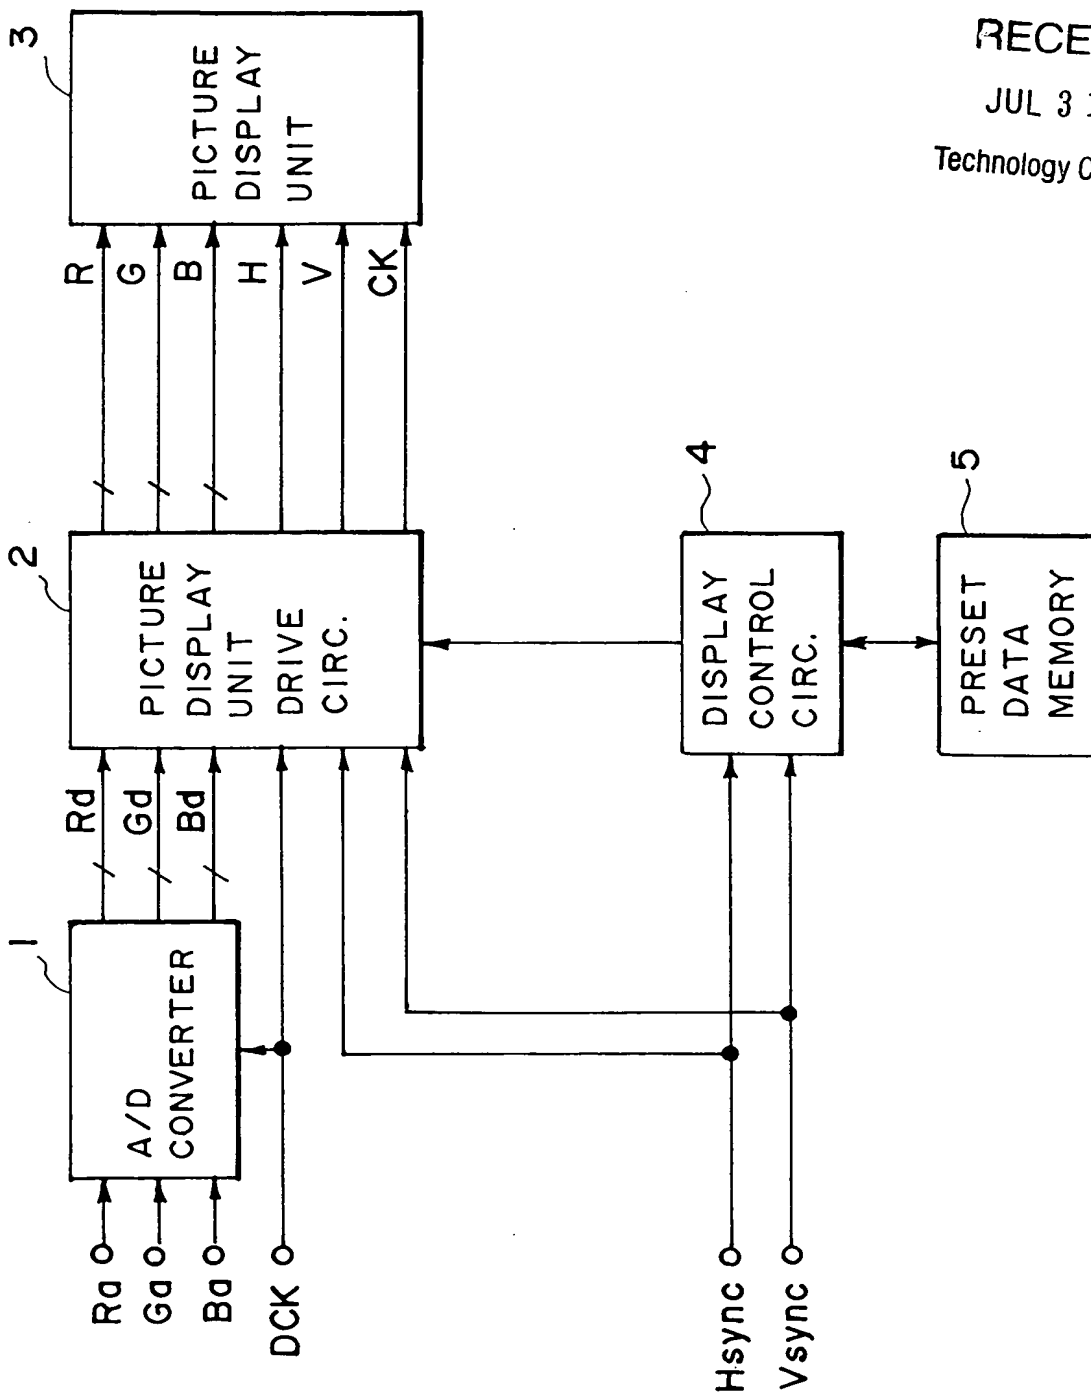 RECE
JUL 3 1
Technology C
1
A/D
CONVERTER
Ra
Ga
Ba
DCK
Rd
Gd
Bd
2
PICTURE
DISPLAY
UNIT
DRIVE
CIRC.
R
G
B
H
V
CK
3
PICTURE
DISPLAY
UNIT
Hsync
Vsync
4
DISPLAY
CONTROL
CIRC.
5
PRESET
DATA
MEMORY